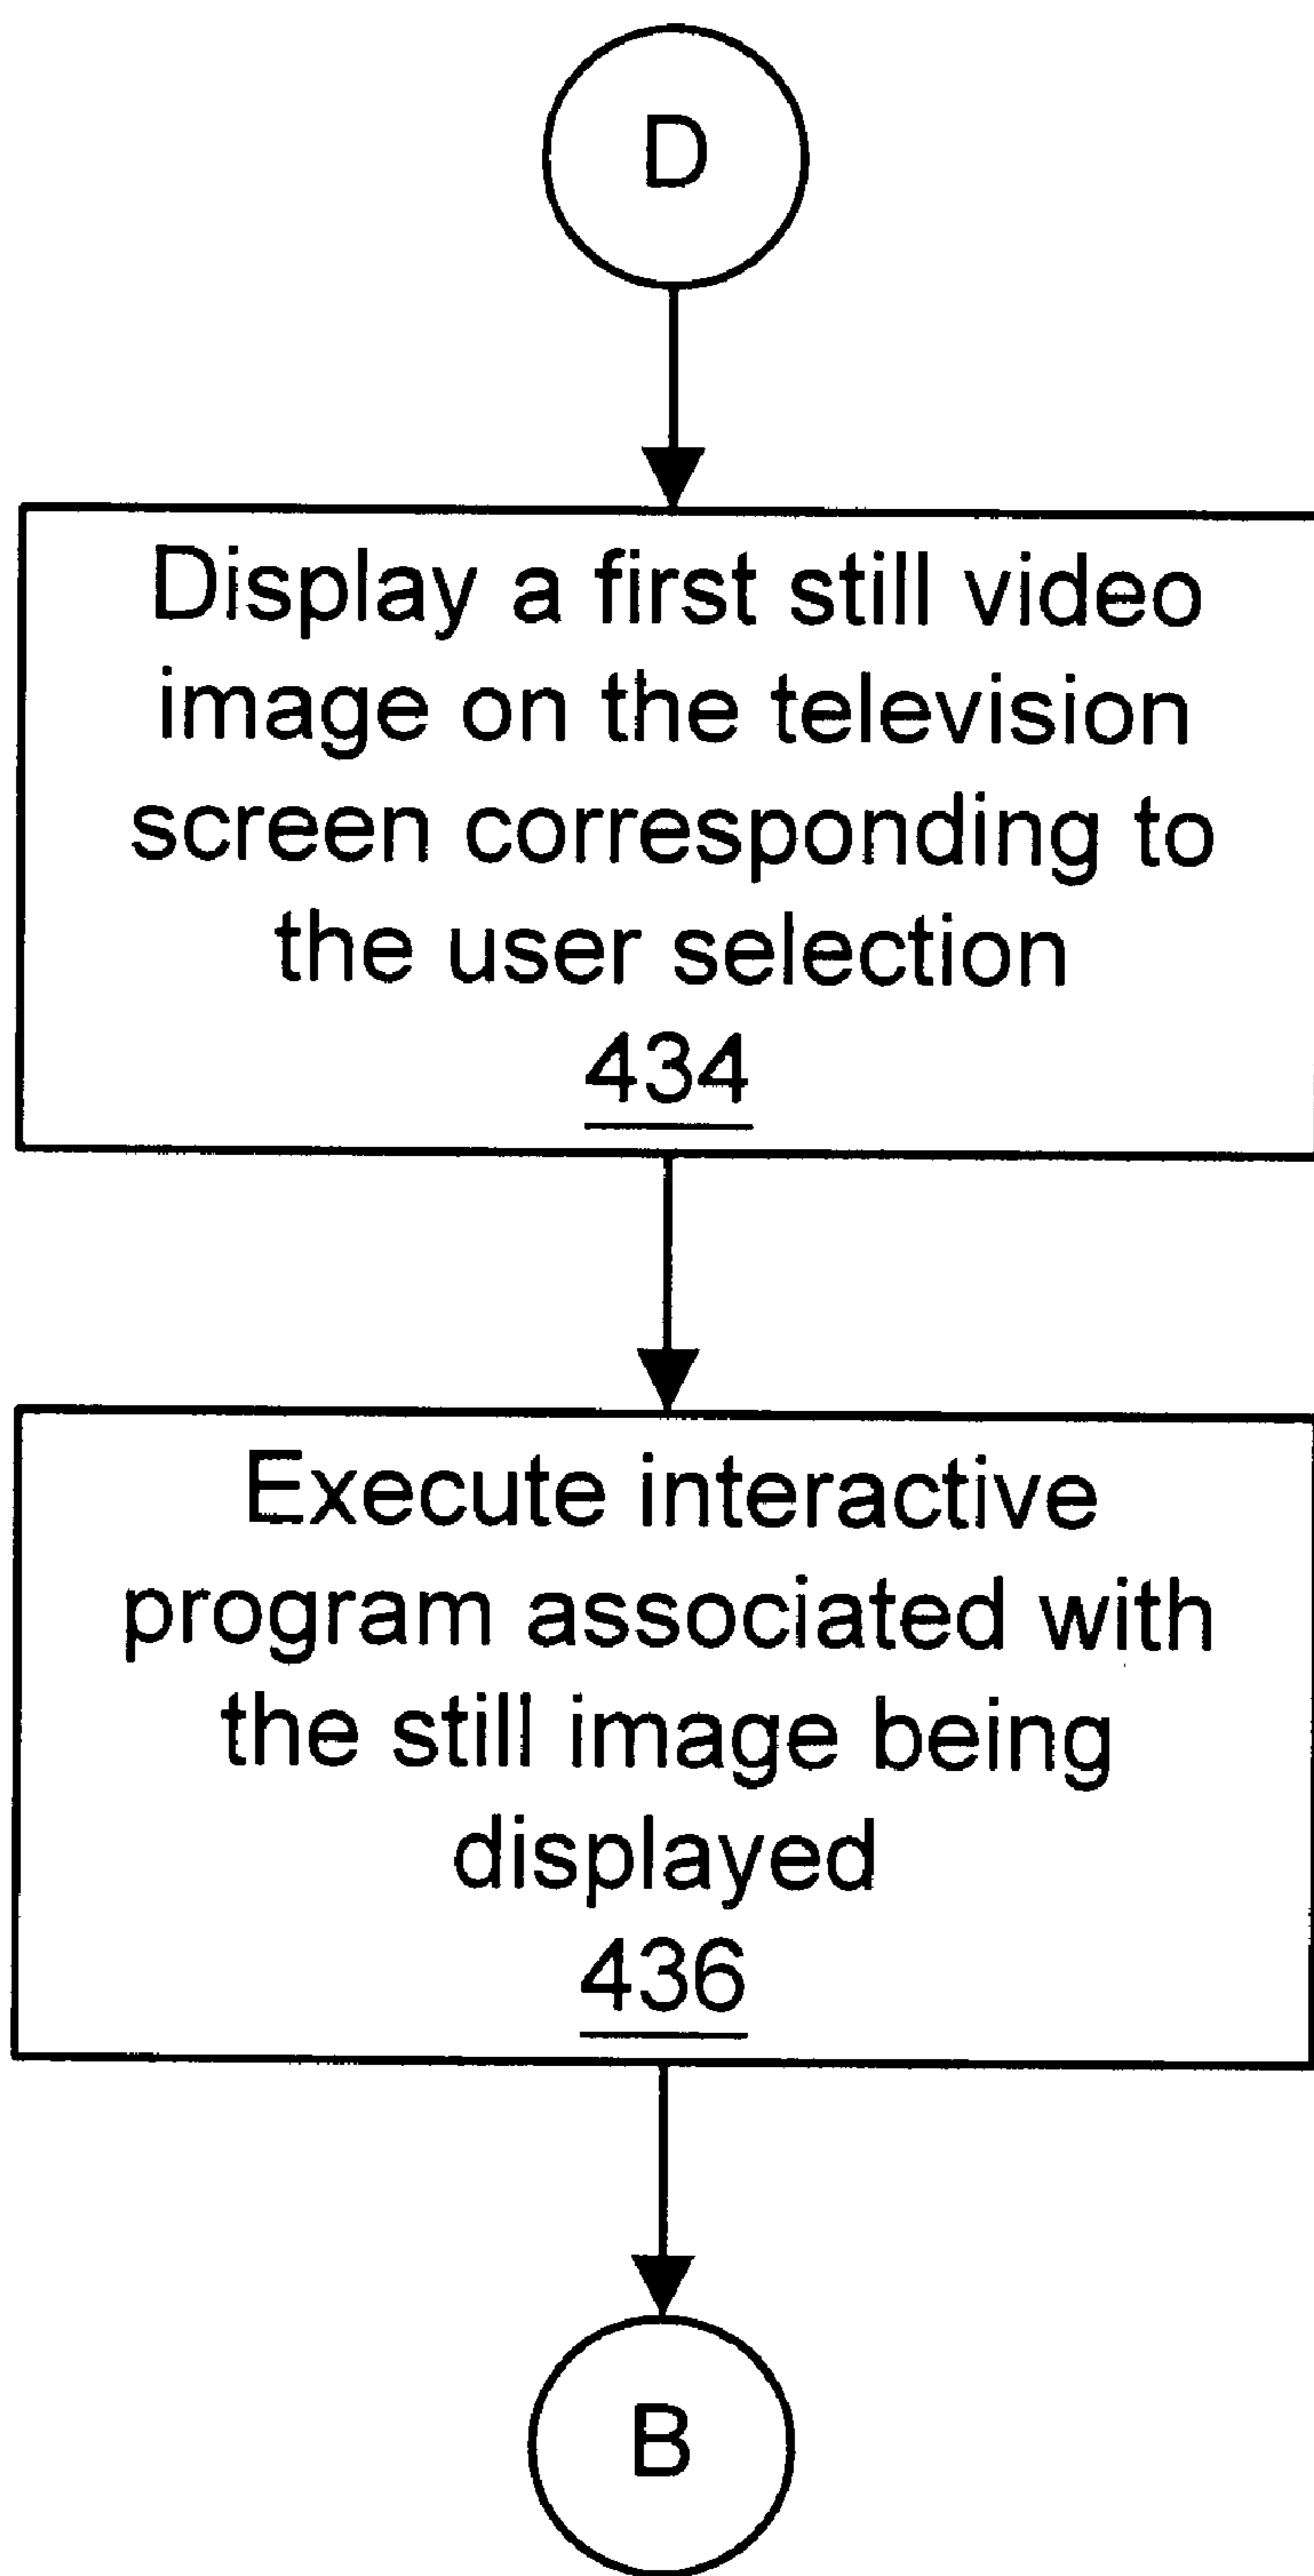 D
Display a first still video
image on the television
screen corresponding to
the user selection
434
Execute interactive
program associated with
the still image being
displayed
436
B